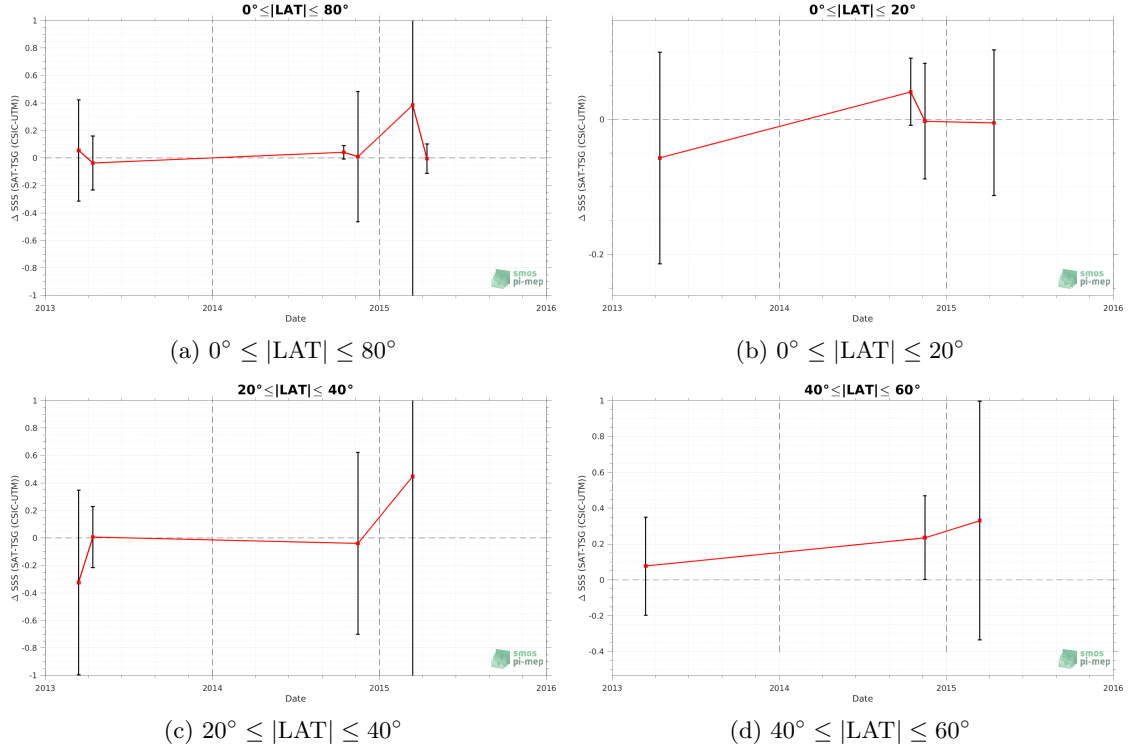 0°≤|LAT|≤ 80°
1
0.8
0.6
0.4
0.2
0
-0.2
-0.4
-0.6
-0.8
-1
Δ SSS (SAT-TSG (CSIC-UTM))
2013
2014
2015
2016
Date
smos
pi-mep
(a) 0° ≤ |LAT| ≤ 80°
0°≤|LAT|≤ 20°
0
-0.2
Δ SSS (SAT-TSG (CSIC-UTM))
2013
2014
2015
2016
Date
smos
pi-mep
(b) 0° ≤ |LAT| ≤ 20°
20°≤|LAT|≤ 40°
1
0.8
0.6
0.4
0.2
0
-0.2
-0.4
-0.6
-0.8
-1
Δ SSS (SAT-TSG (CSIC-UTM))
2013
2014
2015
2016
Date
smos
pi-mep
(c) 20° ≤ |LAT| ≤ 40°
40°≤|LAT|≤ 60°
1
0.8
0.6
0.4
0.2
0
-0.2
-0.4
Δ SSS (SAT-TSG (CSIC-UTM))
2013
2014
2015
2016
Date
smos
pi-mep
(d) 40° ≤ |LAT| ≤ 60°